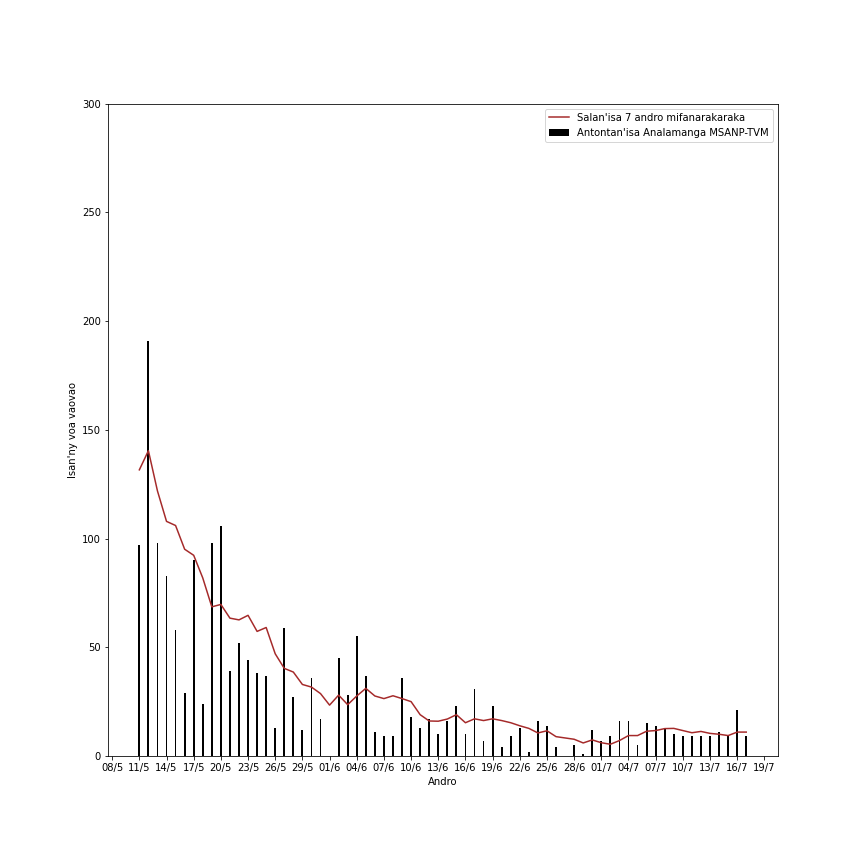 300
250
200
150
100
50
0
Isan'ny voa vaovao
Salan'isa 7 andro mifanarakaraka
Antontan'isa Analamanga MSANP-TVM
08/5 11/5 14/5 17/5 20/5 23/5 26/5 29/5 01/6 04/6 07/6 10/6 13/6 16/6 19/6 22/6 25/6 28/6 01/7 04/7 07/7 10/7 13/7 16/7 19/7
Andro